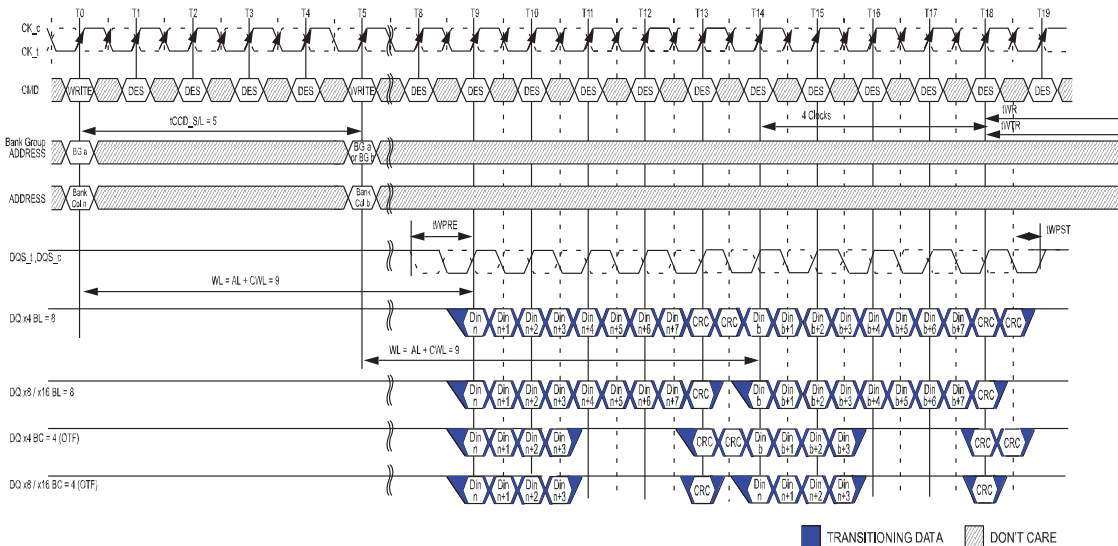 T0 T1 T2 T3 T4 T5 T8 T9 T10 T11 T12 T13 T14 T15 T16 T17 T18 T19
CK_c
CK_t
CMD WRITE DES DES DES DES WRITE DES DES DES DES DES DES DES DES DES DES DES DES
tCCD_S/L = 5
4 Clocks
tWR
tWTR
Bank Group
ADDRESS
BG a
BG a
or BG b
ADDRESS
Bank
Col n
Bank
Col b
tWPRE
tWPST
DQS_t ,DQS_c
WL = AL + CWL = 9
DQ x4 BL = 8
Din Din Din Din Din Din Din Din CRC CRC Din Din Din Din Din Din Din Din CRC CRC
n n+1 n+2 n+3 n+4 n+5 n+6 n+7 b b+1 b+2 b+3 b+4 b+5 b+6 b+7
WL = AL + CWL = 9
DQ x8 / x16 BL = 8
Din Din Din Din Din Din Din Din CRC Din Din Din Din Din Din Din Din CRC
n n+1 n+2 n+3 n+4 n+5 n+6 n+7 b b+1 b+2 b+3 b+4 b+5 b+6 b+7
DQ x4 BC = 4 (OTF)
Din Din Din Din CRC CRC Din Din Din Din CRC CRC
n n+1 n+2 n+3 b b+1 b+2 b+3
DQ x8 / x16 BC = 4 (OTF)
Din Din Din Din CRC Din Din Din Din CRC
n n+1 n+2 n+3 b b+1 b+2 b+3
TRANSITIONING DATA DON'T CARE